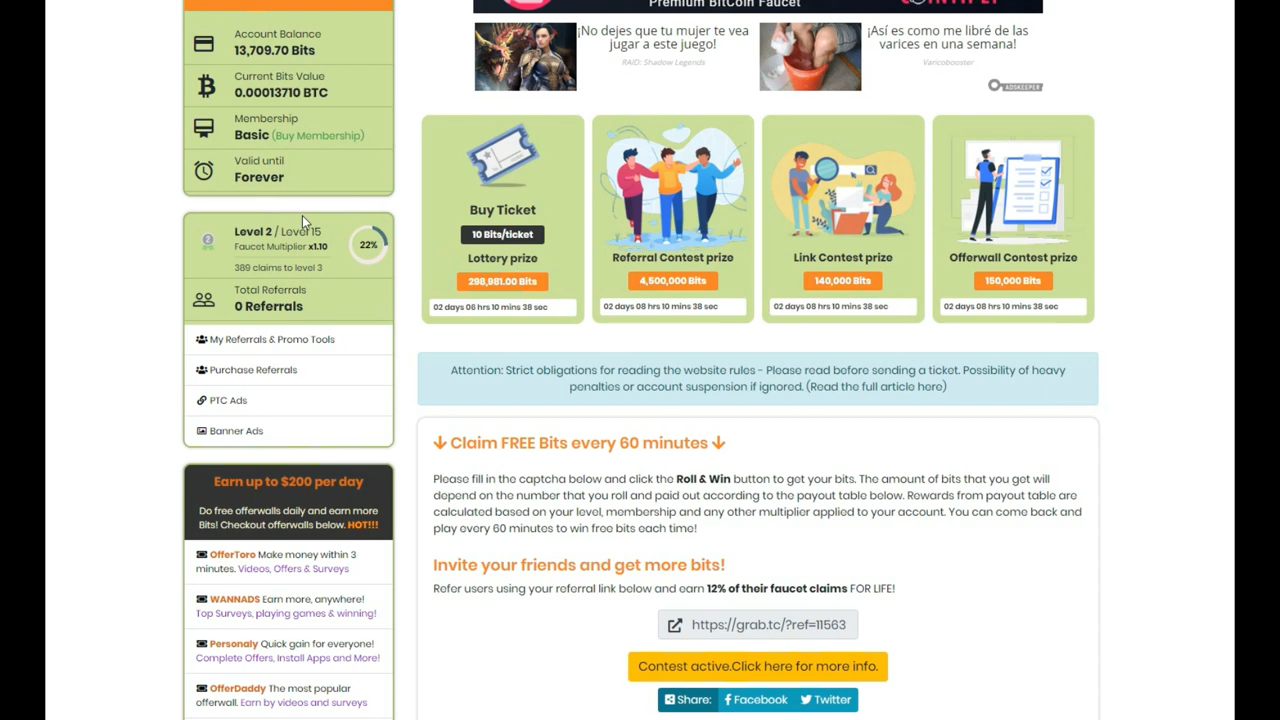 Premium BitCoin Faucet
¡No dejes que tu mujer te vea
jugar a este juego!
RAID: Shadow Legends
¡Así es como me libré de las
varices en una semana!
Varicobooster
ADSKEEPER
Account Balance
13,709.70 Bits
Current Bits Value
0.00013710 BTC
Membership
Basic (Buy Membership)
Valid until
Forever
Level 2 / Level 15
Faucet Multiplier x1.10
389 claims to level 3
22%
Total Referrals
0 Referrals
My Referrals & Promo Tools
Purchase Referrals
PTC Ads
Banner Ads
Earn up to $200 per day
Do free offerwalls daily and earn more
Bits! Checkout offerwalls below. HOT!!!
OfferToro Make money within 3
minutes. Videos, Offers & Surveys
WANNADS Earn more, anywhere!
Top Surveys, playing games & winning!
Personaly Quick gain for everyone!
Complete Offers, Install Apps and More!
OfferDaddy The most popular
offerwall. Earn by videos and surveys
Buy Ticket
10 Bits/ticket
Lottery prize
298,981.00 Bits
02 days 06 hrs 10 mins 38 sec
Referral Contest prize
4,500,000 Bits
02 days 08 hrs 10 mins 38 sec
Link Contest prize
140,000 Bits
02 days 08 hrs 10 mins 38 sec
Offerwall Contest prize
150,000 Bits
02 days 08 hrs 10 mins 38 sec
Attention: Strict obligations for reading the website rules - Please read before sending a ticket. Possibility of heavy
penalties or account suspension if ignored. (Read the full article here)
Claim FREE Bits every 60 minutes
Please fill in the captcha below and click the Roll & Win button to get your bits. The amount of bits that you get will
depend on the number that you roll and paid out according to the payout table below. Rewards from payout table are
calculated based on your level, membership and any other multiplier applied to your account. You can come back and
play every 60 minutes to win free bits each time!
Invite your friends and get more bits!
Refer users using your referral link below and earn 12% of their faucet claims FOR LIFE!
https://grab.tc/?ref=11563
Contest active.Click here for more info.
Share: Facebook Twitter